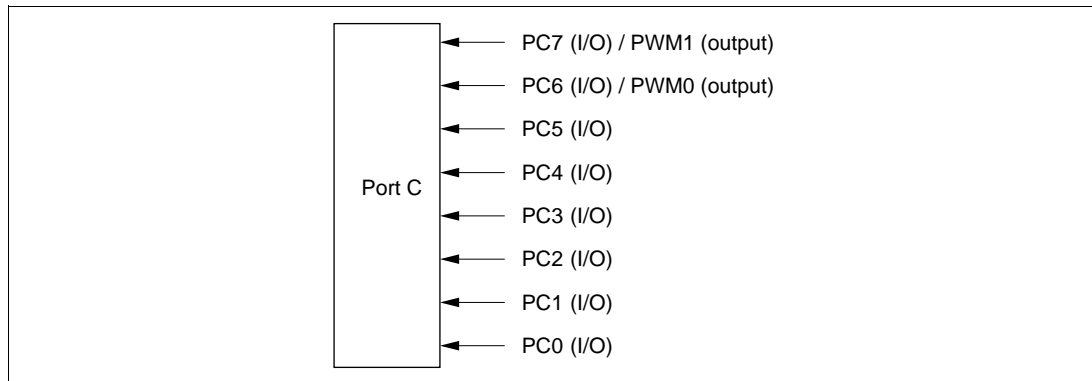 PC7 (I/O) / PWM1 (output)
PC6 (I/O) / PWM0 (output)
PC5 (I/O)
PC4 (I/O)
Port C
PC3 (I/O)
PC2 (I/O)
PC1 (I/O)
PC0 (I/O)